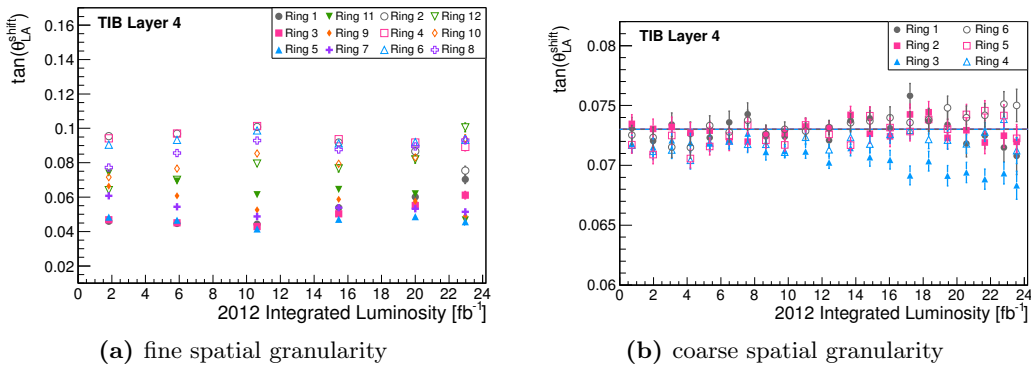 TIB Layer 4
Ring 1 Ring 11 Ring 2 Ring 12
Ring 3 Ring 9 Ring 4 Ring 10
Ring 5 Ring 7 Ring 6 Ring 8
tan(θ_LA^shift)
0.16
0.14
0.12
0.1
0.08
0.06
0.04
0.02
0 2 4 6 8 10 12 14 16 18 20 22 24
2012 Integrated Luminosity [fb⁻¹]
(a) fine spatial granularity
TIB Layer 4
Ring 1 Ring 6
Ring 2 Ring 5
Ring 3 Ring 4
tan(θ_LA^shift)
0.08
0.075
0.07
0.065
0.06
0 2 4 6 8 10 12 14 16 18 20 22 24
2012 Integrated Luminosity [fb⁻¹]
(b) coarse spatial granularity